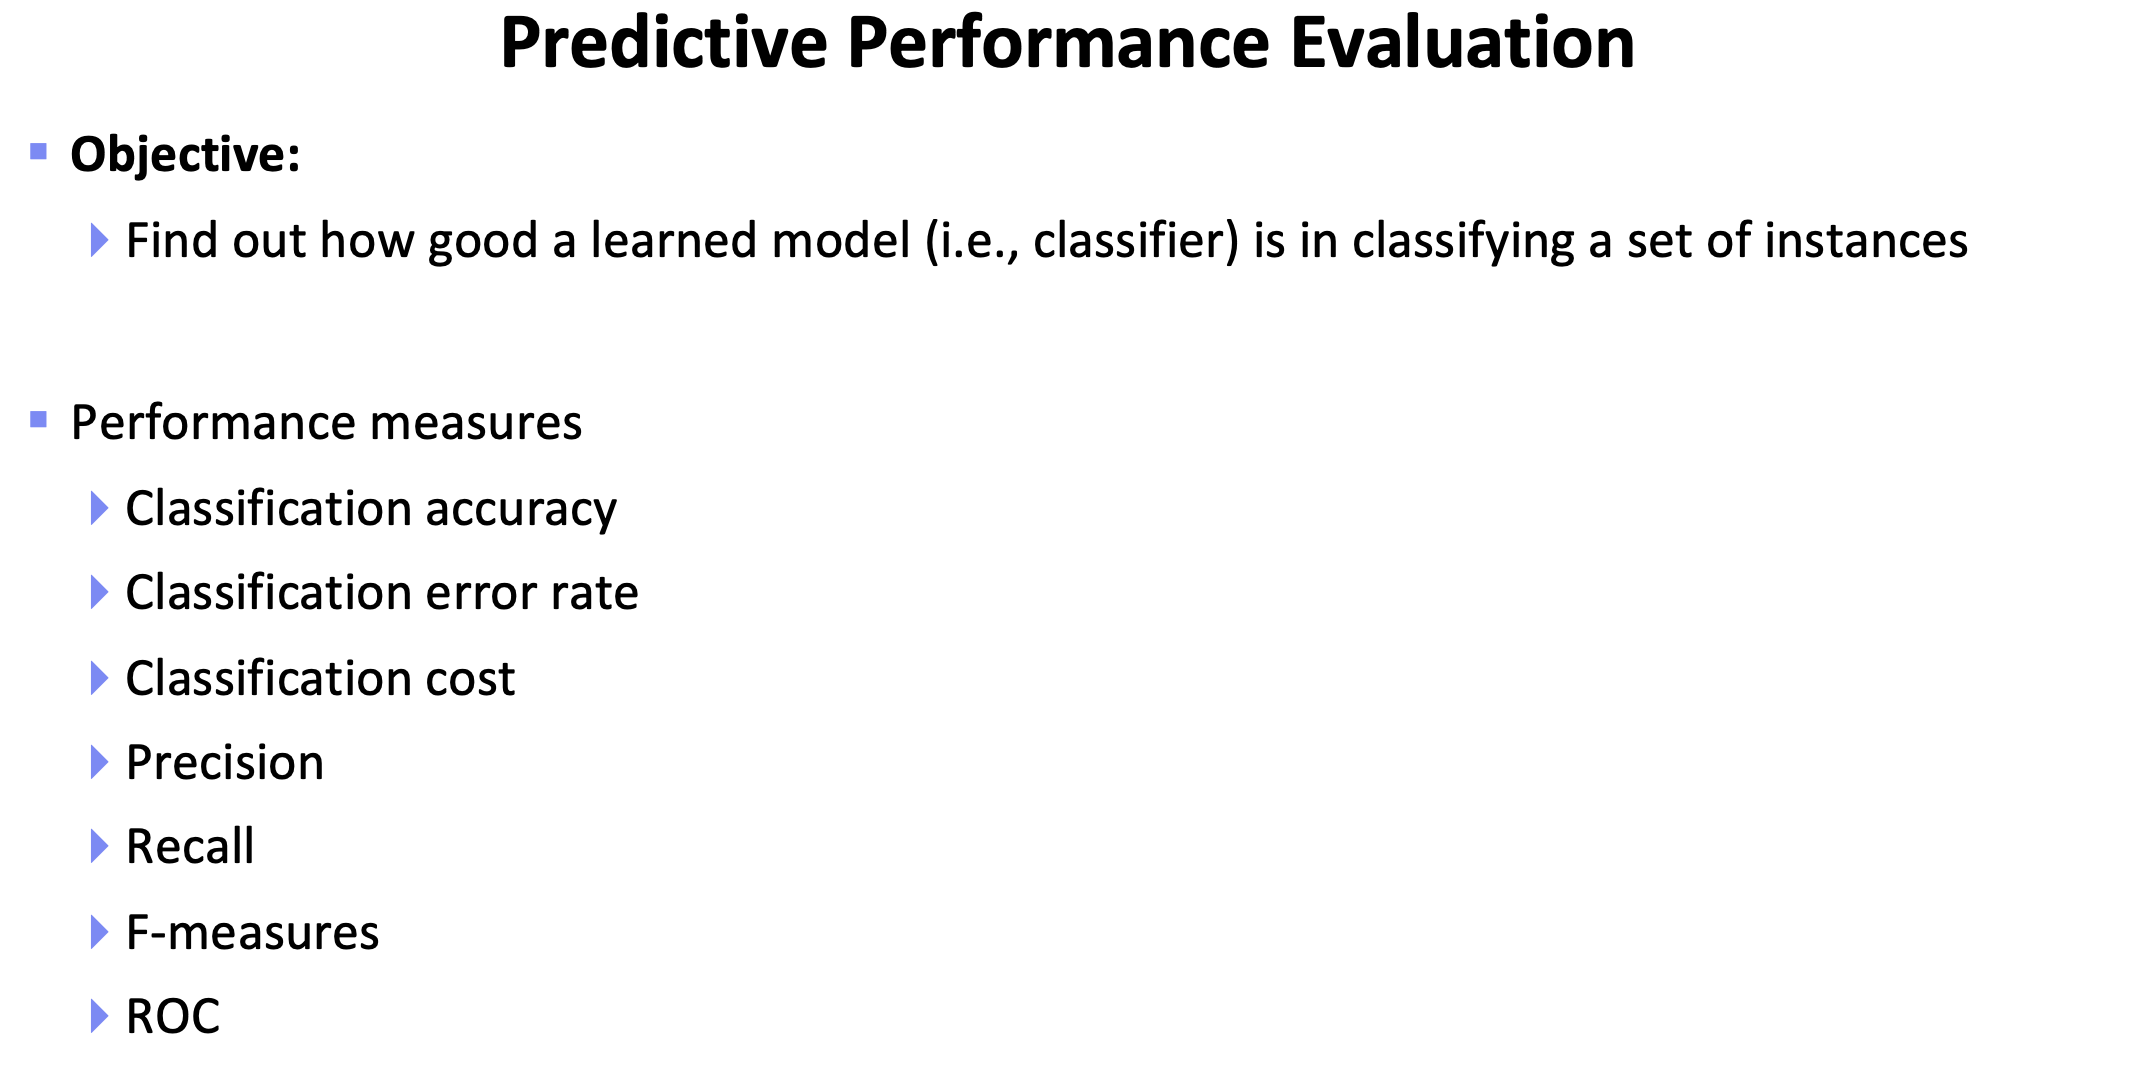 Predictive Performance Evaluation
Objective:
Find out how good a learned model (i.e., classifier) is in classifying a set of instances
Performance measures
Classification accuracy
Classification error rate
Classification cost
Precision
Recall
F-measures
ROC